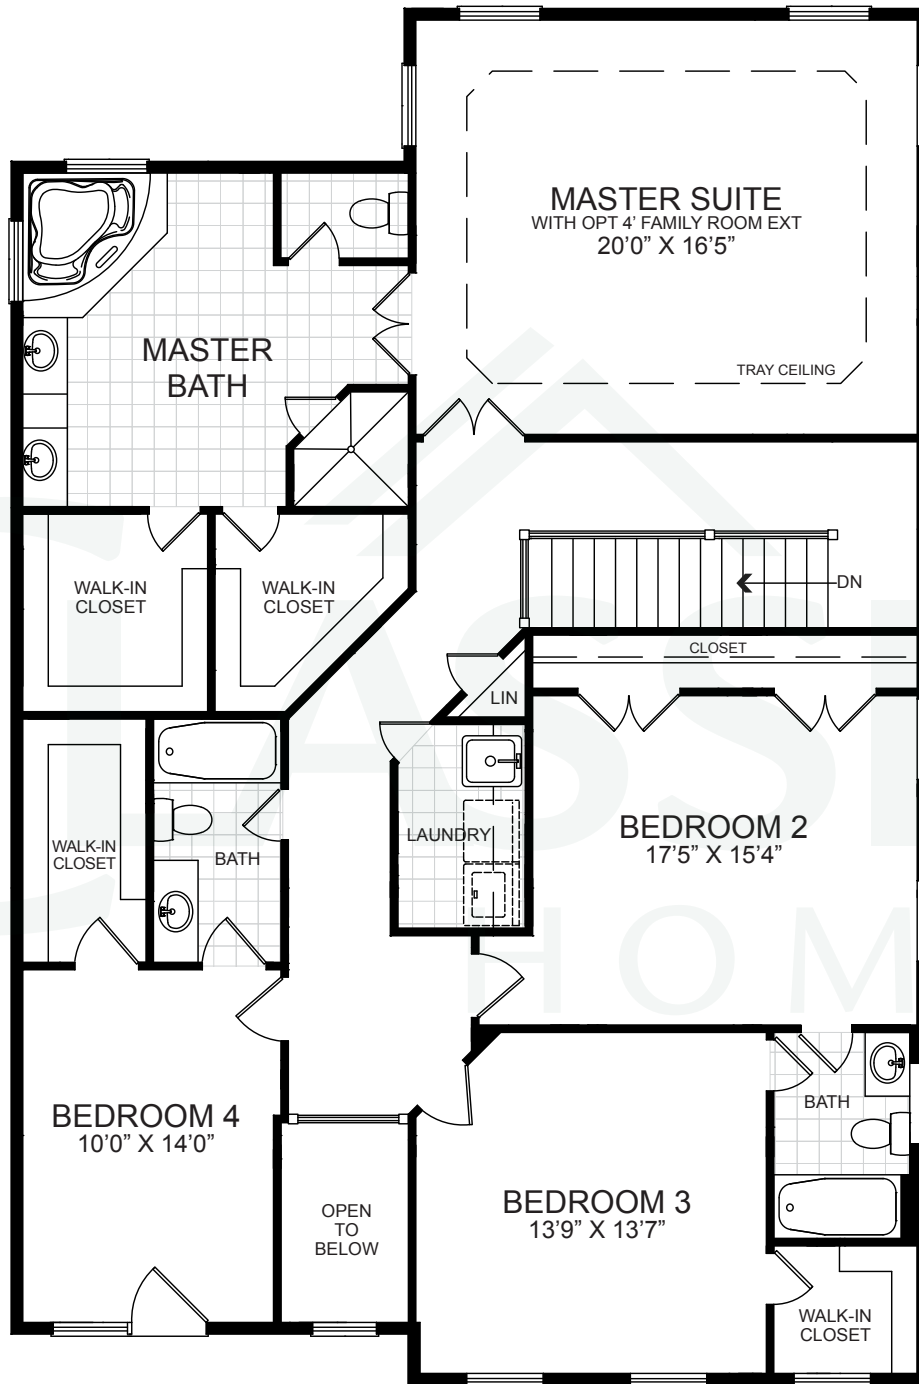 MASTER SUITE
WITH OPT 4’ FAMILY ROOM EXT
20’0” X 16’5”
TRAY CEILING
MASTER
BATH
WALK-IN
CLOSET
WALK-IN
CLOSET
DN
CLOSET
LIN
WALK-IN
CLOSET
BATH
LAUNDRY
BEDROOM 2
17’5” X 15’4”
BEDROOM 4
10’0” X 14’0”
OPEN
TO
BELOW
BEDROOM 3
13’9” X 13’7”
BATH
WALK-IN
CLOSET
CLASSI
HOM